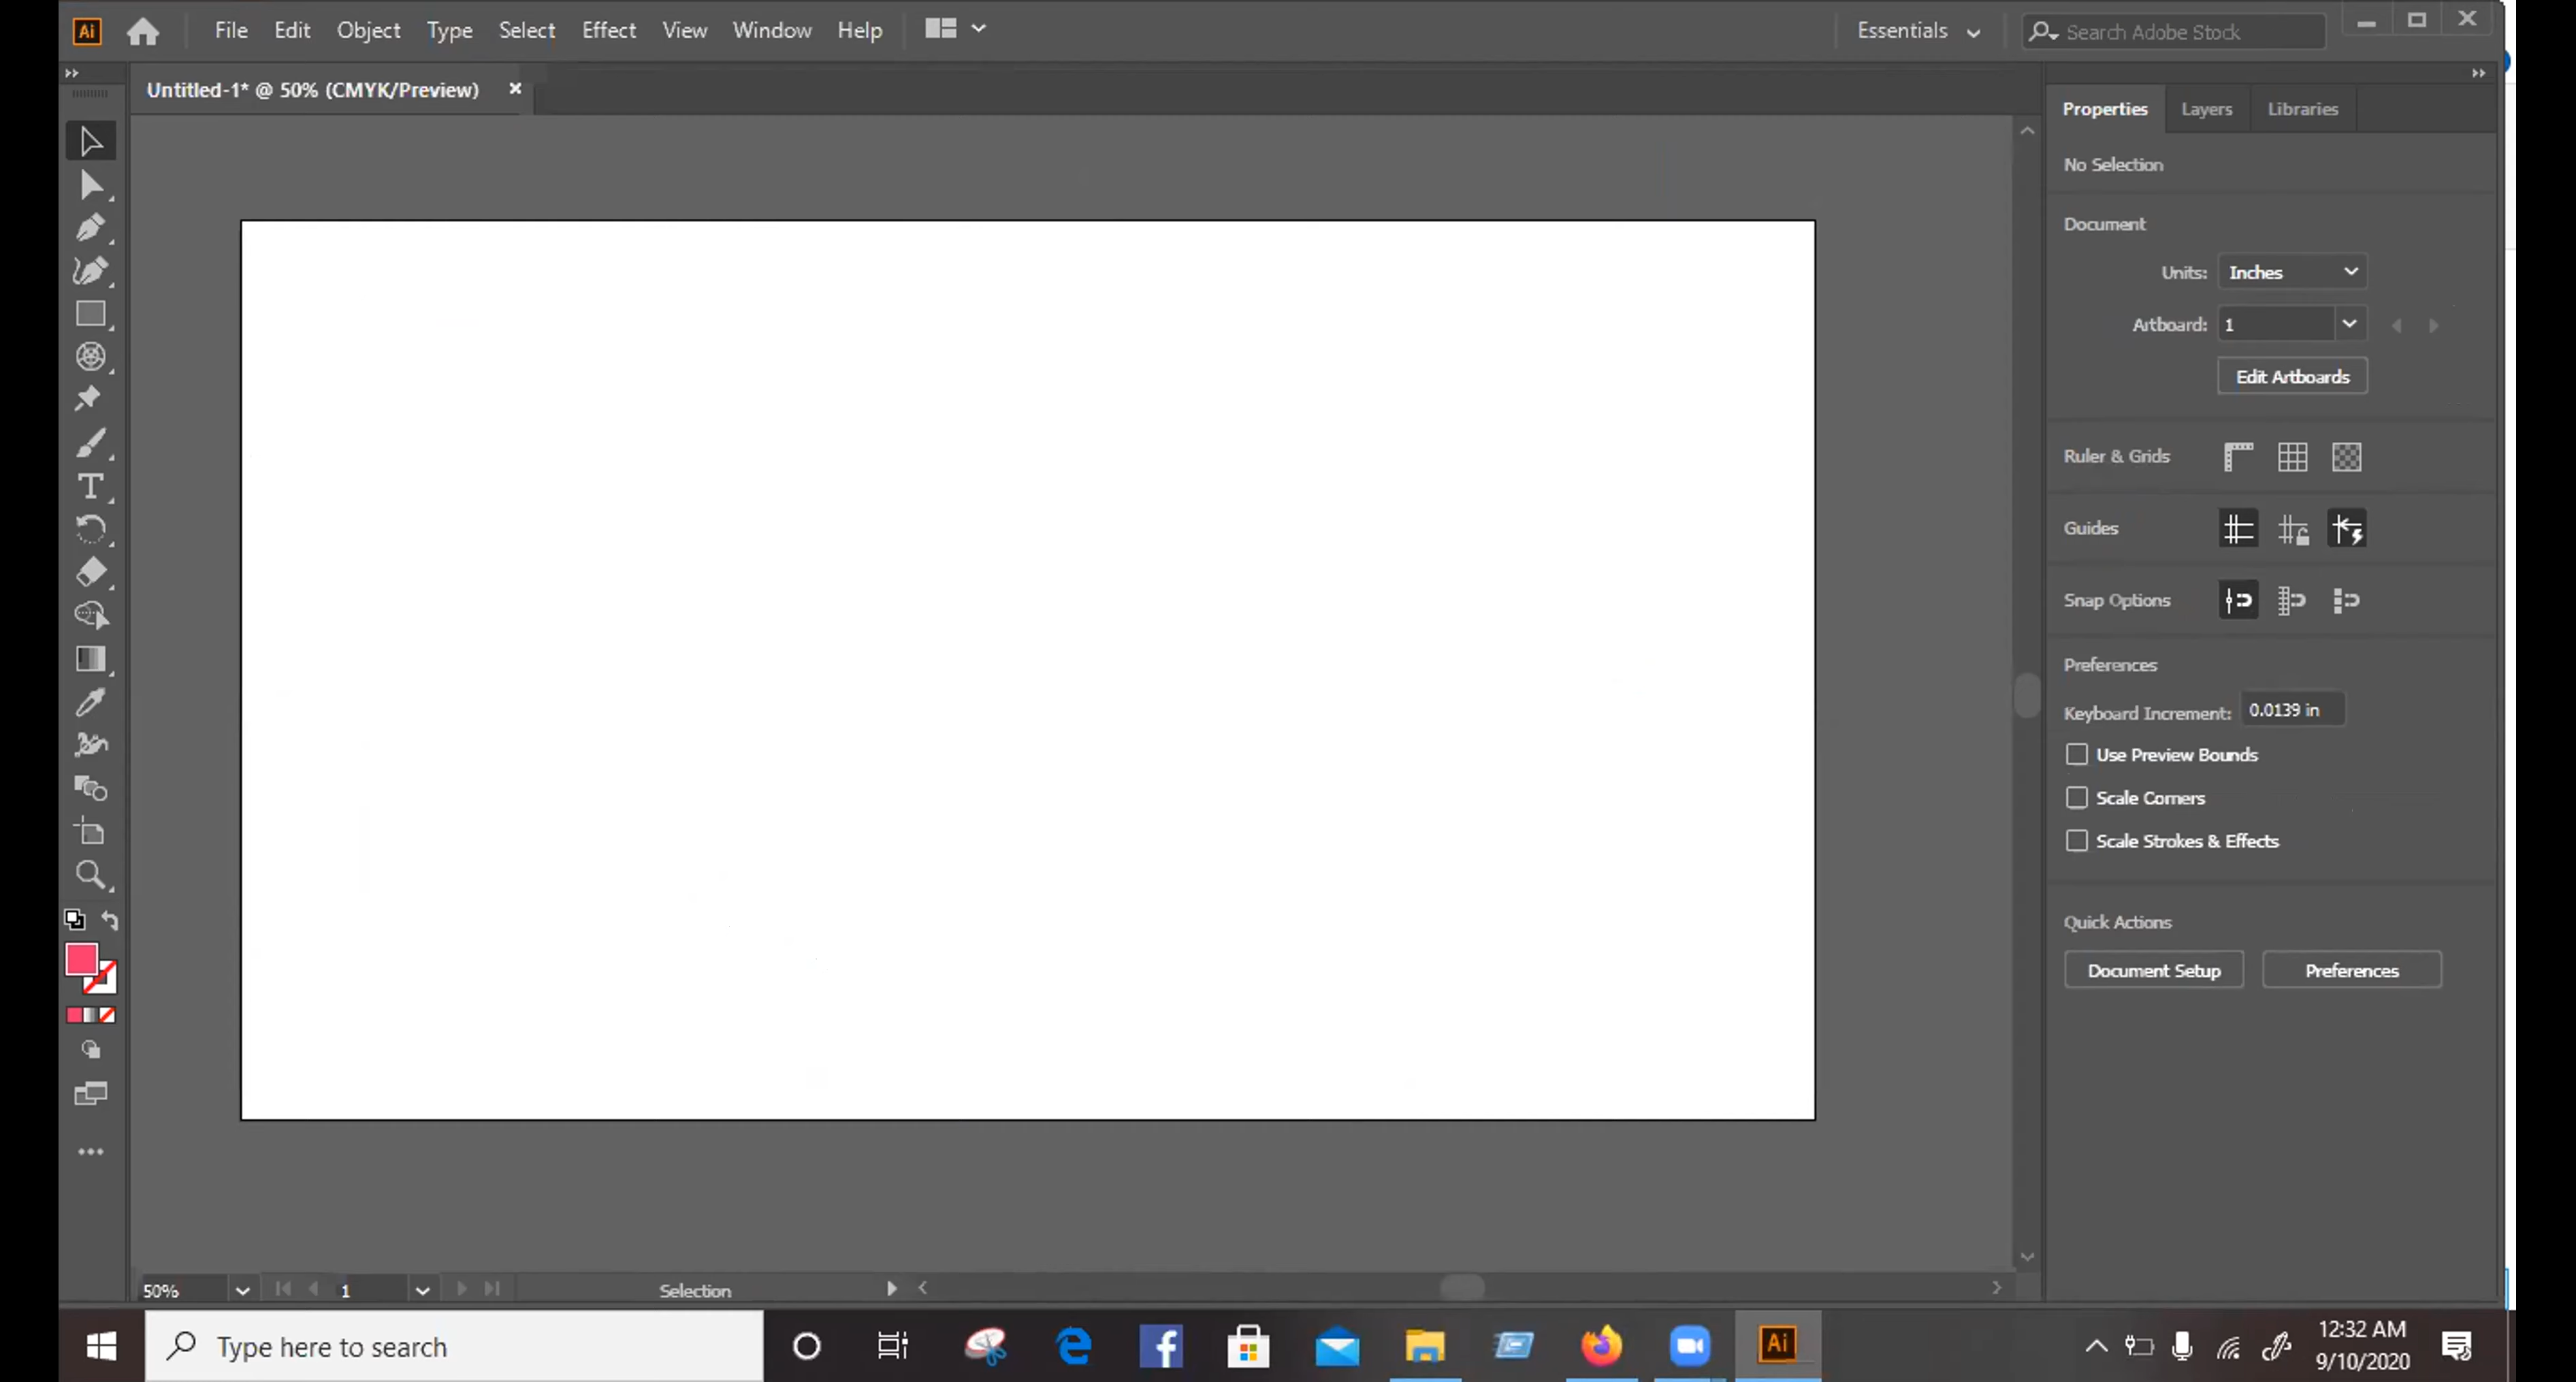 Ai File Edit Object Type Select Effect View Window Help Essentials Search Adobe Stock
Untitled-1* @ 50% (CMYK/Preview)
Properties Layers Libraries
No Selection
Document
Units: Inches
Artboard: 1
Edit Artboards
Ruler & Grids
Guides
Snap Options
Preferences
Keyboard Increment: 0.0139 in
Use Preview Bounds
Scale Corners
Scale Strokes & Effects
Quick Actions
Document Setup Preferences
50% 1 Selection
Type here to search
Ai
12:32 AM
9/10/2020